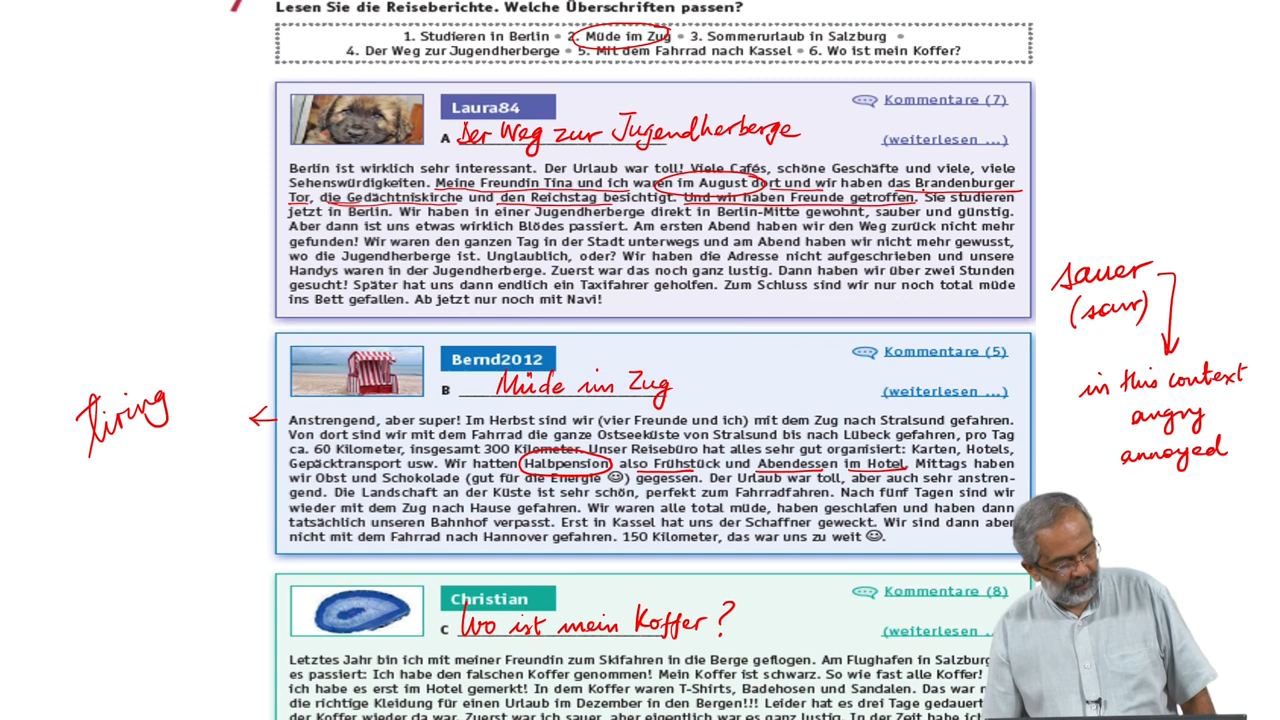 Lesen Sie die Reiseberichte. Welche Überschriften passen?
1. Studieren in Berlin • 2. Müde im Zug • 3. Sommerurlaub in Salzburg •
4. Der Weg zur Jugendherberge • 5. Mit dem Fahrrad nach Kassel • 6. Wo ist mein Koffer?
Laura84
Kommentare (7)
A Der Weg zur Jugendherberge
(weiterlesen ...)
Berlin ist wirklich sehr interessant. Der Urlaub war toll! Viele Cafés, schöne Geschäfte und viele, viele
Sehenswürdigkeiten. Meine Freundin Tina und ich waren im August dort und wir haben das Brandenburger
Tor, die Gedächtniskirche und den Reichstag besichtigt. Und wir haben Freunde getroffen. Sie studieren
jetzt in Berlin. Wir haben in einer Jugendherberge direkt in Berlin-Mitte gewohnt, sauber und günstig.
Aber dann ist uns etwas wirklich Blödes passiert. Am ersten Abend haben wir den Weg zurück nicht mehr
gefunden! Wir waren den ganzen Tag in der Stadt unterwegs und am Abend haben wir nicht mehr gewusst,
wo die Jugendherberge ist. Unglaublich, oder? Wir haben die Adresse nicht aufgeschrieben und unsere
Handys waren in der Jugendherberge. Zuerst war das noch ganz lustig. Dann haben wir über zwei Stunden
gesucht! Später hat uns dann endlich ein Taxifahrer geholfen. Zum Schluss sind wir nur noch total müde
ins Bett gefallen. Ab jetzt nur noch mit Navi!
sauer
(sour)
in this context
angry
annoyed
Bernd2012
Kommentare (5)
B Müde im Zug
(weiterlesen ...)
tiring
Anstrengend, aber super! Im Herbst sind wir (vier Freunde und ich) mit dem Zug nach Stralsund gefahren.
Von dort sind wir mit dem Fahrrad die ganze Ostseeküste von Stralsund bis nach Lübeck gefahren, pro Tag
ca. 60 Kilometer, insgesamt 300 Kilometer. Unser Reisebüro hat alles sehr gut organisiert: Karten, Hotels,
Gepäcktransport usw. Wir hatten Halbpension also Frühstück und Abendessen im Hotel. Mittags haben
wir Obst und Schokolade (gut für die Energie ☺) gegessen. Der Urlaub war toll, aber auch sehr anstren-
gend. Die Landschaft an der Küste ist sehr schön, perfekt zum Fahrradfahren. Nach fünf Tagen sind wir
wieder mit dem Zug nach Hause gefahren. Wir waren alle total müde, haben geschlafen und haben dann
tatsächlich unseren Bahnhof verpasst. Erst in Kassel hat uns der Schaffner geweckt. Wir sind dann aber
nicht mit dem Fahrrad nach Hannover gefahren. 150 Kilometer, das war uns zu weit ☺.
Christian
Kommentare (8)
C Wo ist mein Koffer?
(weiterlesen ..
Letztes Jahr bin ich mit meiner Freundin zum Skifahren in die Berge geflogen. Am Flughafen in Salzburg
es passiert: Ich habe den falschen Koffer genommen! Mein Koffer ist schwarz. So wie fast alle Koffer!
ich habe es erst im Hotel gemerkt! In dem Koffer waren T-Shirts, Badehosen und Sandalen. Das war
die richtige Kleidung für einen Urlaub im Dezember in den Bergen!!! Leider hat es drei Tage gedauert
der Koffer wieder da war. Zuerst war ich sauer, aber eigentlich war es ganz lustig. In der Zeit habe ich